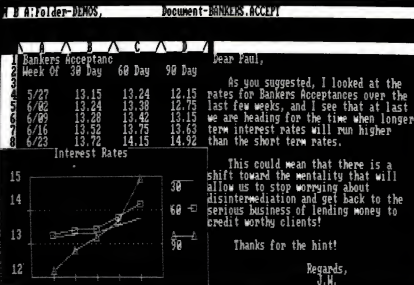 A:Folder-DEMOS, Document-BANKERS.ACCEPT
A B C D
Bankers Acceptanc
Week Of 30 Day 60 Day 90 Day
5/27 13.15 13.24 12.15
6/02 13.24 13.38 12.75
6/09 13.28 13.42 13.15
6/16 13.52 13.75 13.63
6/23 13.72 14.15 14.92
Interest Rates
15
14
13
12
30
60
90
Dear Paul,
As you suggested, I looked at the
rates for Bankers Acceptances over the
last few weeks, and I see that at last
we are heading for the time when longer
term interest rates will run higher
than the short term rates.
This could mean that there is a
shift toward the mentality that will
allow us to stop worrying about
disintermediation and get back to the
serious business of lending money to
credit worthy clients!
Thanks for the hint!
Regards,
J.W.